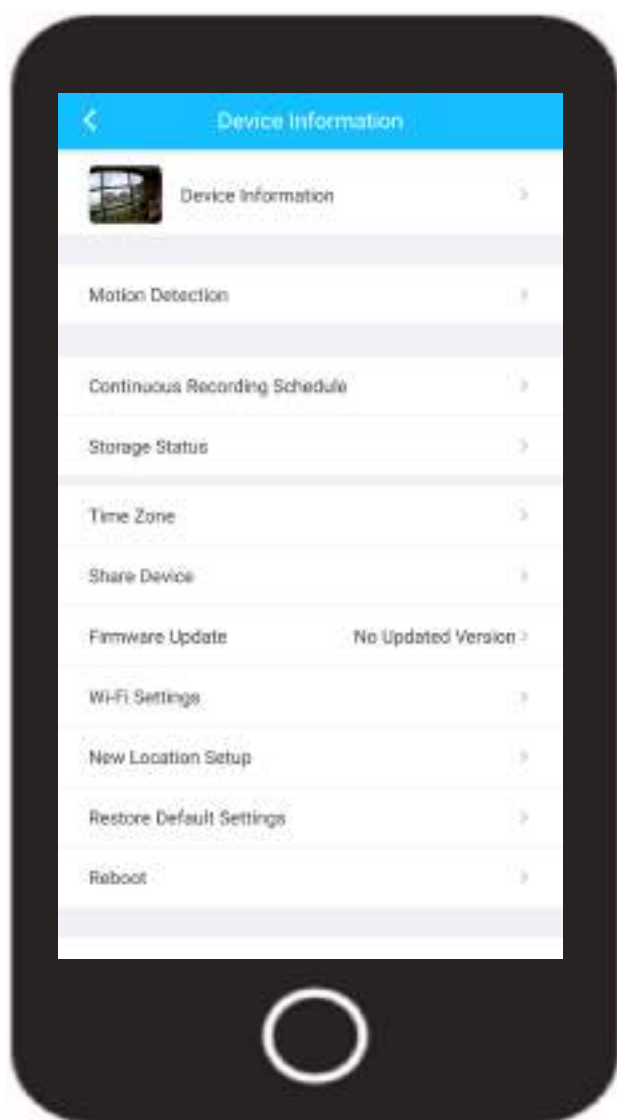 Device Information
Device Information
Motion Detection
Continuous Recording Schedule
Storage Status
Time Zone
Share Device
Firmware Update No Updated Version
Wi-Fi Settings
New Location Setup
Restore Default Settings
Reboot